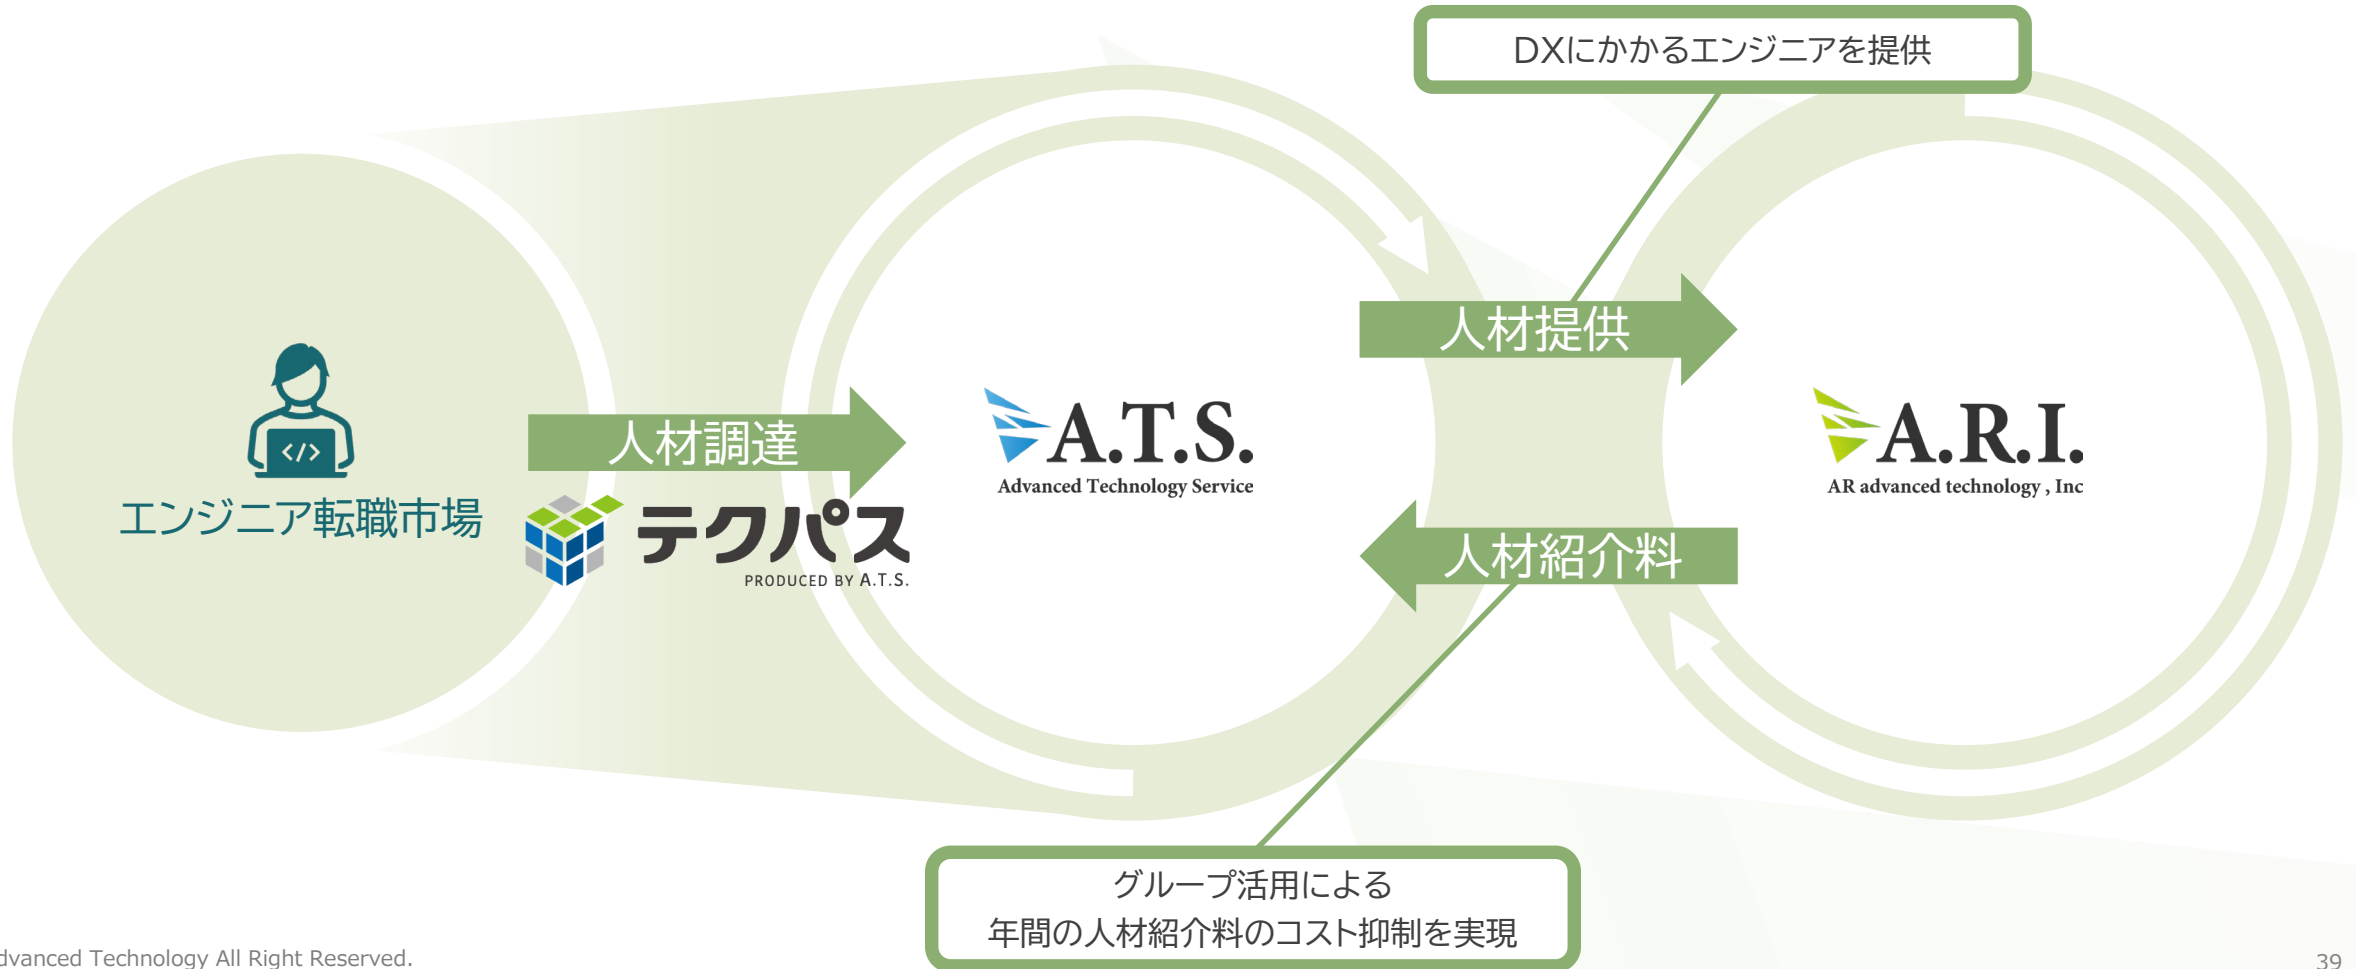 DXにかかるエンジニアを提供
人材提供
</>
エンジニア転職市場
人材調達
テクパス
PRODUCED BY A.T.S.
A.T.S.
Advanced Technology Service
A.R.I.
AR advanced technology , Inc
人材紹介料
グループ活用による
年間の人材紹介料のコスト抑制を実現
dvanced Technology All Right Reserved.
39